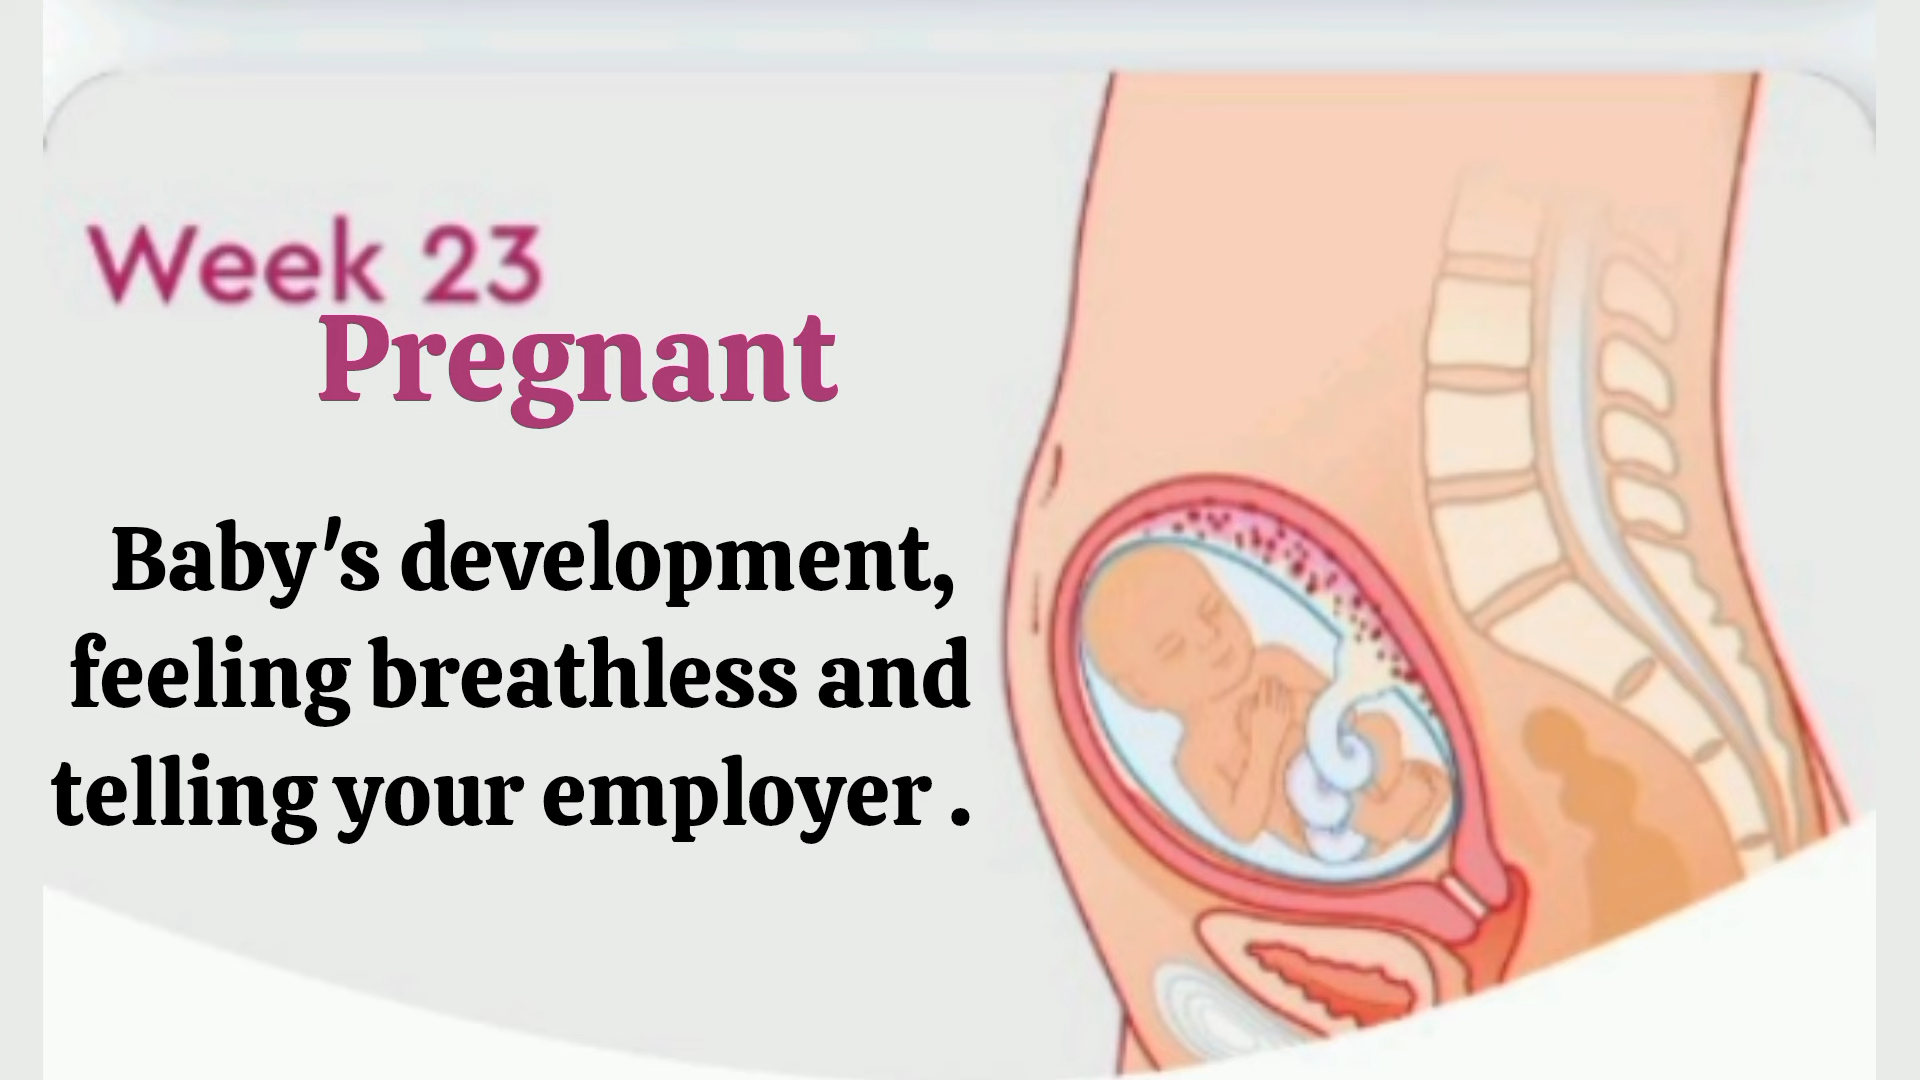 Week 23
Pregnant
Baby's development,
feeling breathless and
telling your employer .